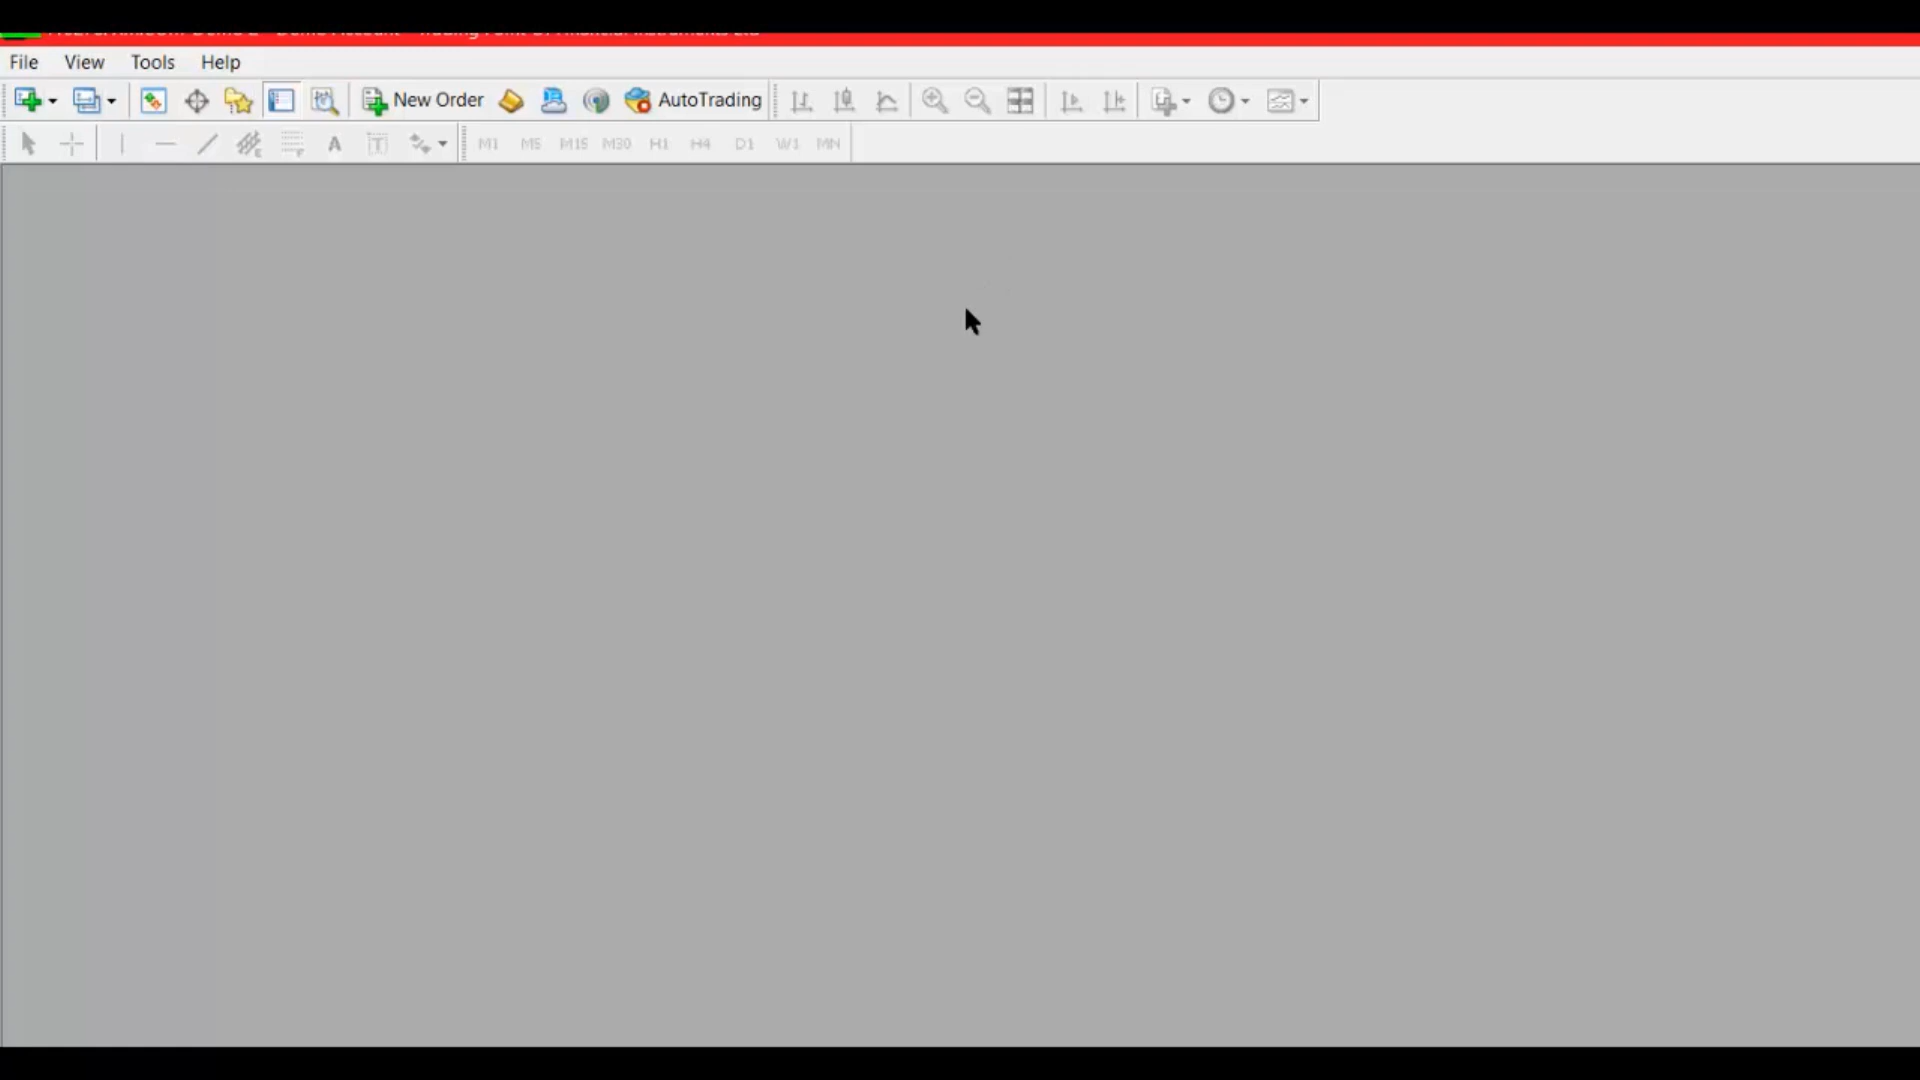 File View Tools Help
New Order AutoTrading
A T M1 M5 M15 M30 H1 H4 D1 W1 MN